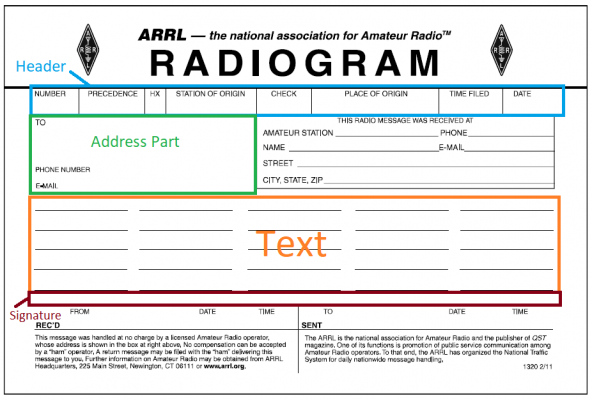 ARRL — the national association for Amateur Radio™
RADIOGRAM
Header
NUMBER PRECEDENCE HX STATION OF ORIGIN CHECK PLACE OF ORIGIN TIME FILED DATE
TO
Address Part
PHONE NUMBER
E-MAIL
THIS RADIO MESSAGE WAS RECEIVED AT
AMATEUR STATION PHONE
NAME E-MAIL
STREET
CITY, STATE, ZIP
Text
Signature
FROM DATE TIME TO DATE TIME
REC'D
This message was handled at no charge by a licensed Amateur Radio operator,
whose address is shown in the box at right above, No compensation can be accepted
by a "ham" operator, A return message may be filed with the "ham" delivering this
message to you, Further information on Amateur Radio may be obtained from ARRL
Headquarters, 225 Main Street, Newington, CT 06111 or www.arrl.org.
SENT
The ARRL is the national association for Amateur Radio and the publisher of QST
magazine. One of its functions is promotion of public service communication among
Amateur Radio operators. To that end, the ARRL has organized the National Traffic
System for daily nationwide message handling,
1320 2/11